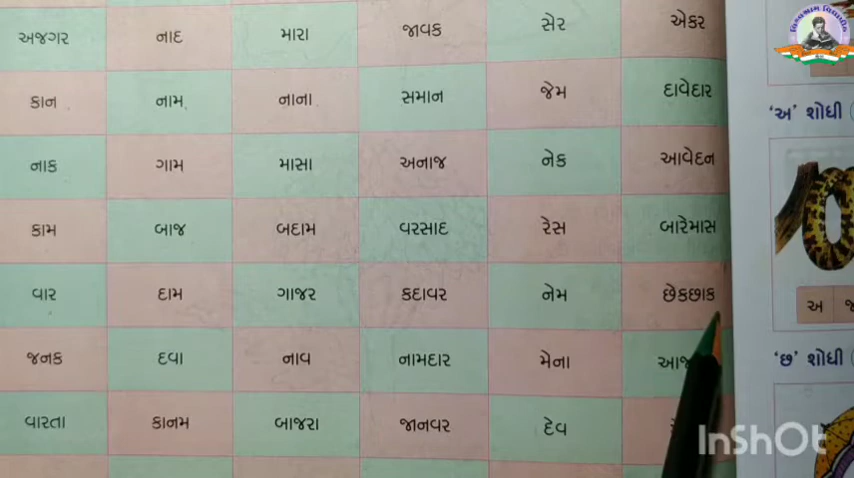 અજગર નાદ મારા જાવક સેર એકર
કાન નામ નાના સમાન જેમ દાવેદાર
નાક ગામ માસા અનાજ નેક આવેદન
કામ બાજ બદામ વરસાદ રેસ બારેમાસ
વાર દામ ગાજર કદાવર નેમ છેકછાક
જનક દવા નાવ નામદાર મેના
વારતા કાનમ બાજરા જાનવર દેવ
'અ' શોધી
અ
'છ' શોધી
InShOt